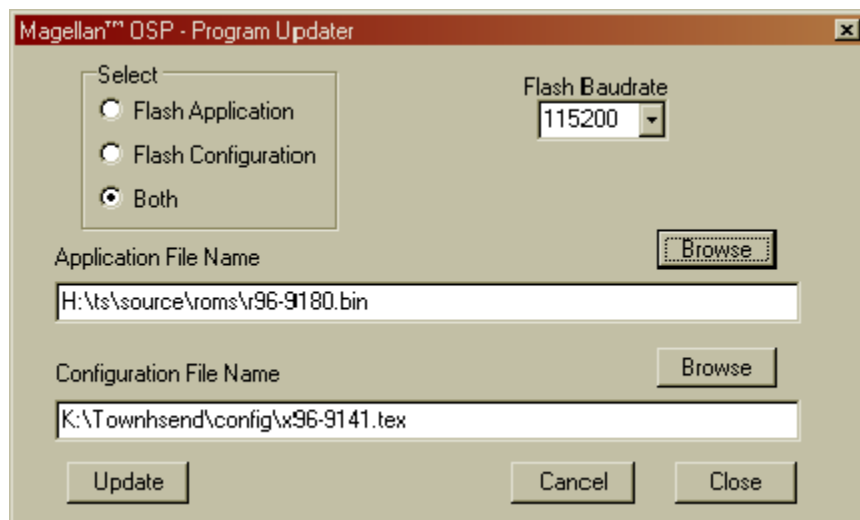 Magellan™ OSP - Program Updater
Select
Flash Application
Flash Configuration
Both
Flash Baudrate
115200
Application File Name
Browse
H:\ts\source\roms\r96-9180.bin
Configuration File Name
Browse
K:\Townhsend\config\x96-9141.tex
Update
Cancel
Close